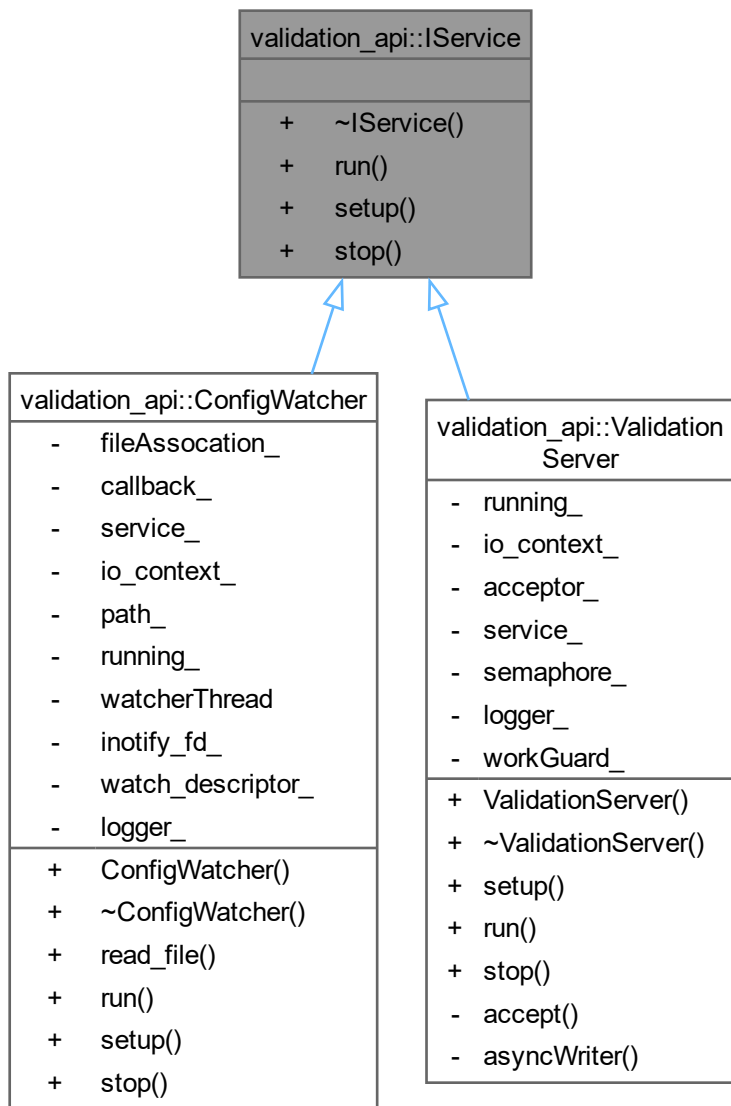 validation_api::IService
+ ~IService()
+ run()
+ setup()
+ stop()
validation_api::ConfigWatcher
- fileAssocation_
- callback_
- service_
- io_context_
- path_
- running_
- watcherThread
- inotify_fd_
- watch_descriptor_
- logger_
+ ConfigWatcher()
+ ~ConfigWatcher()
+ read_file()
+ run()
+ setup()
+ stop()
validation_api::Validation
Server
- running_
- io_context_
- acceptor_
- service_
- semaphore_
- logger_
- workGuard_
+ ValidationServer()
+ ~ValidationServer()
+ setup()
+ run()
+ stop()
- accept()
- asyncWriter()